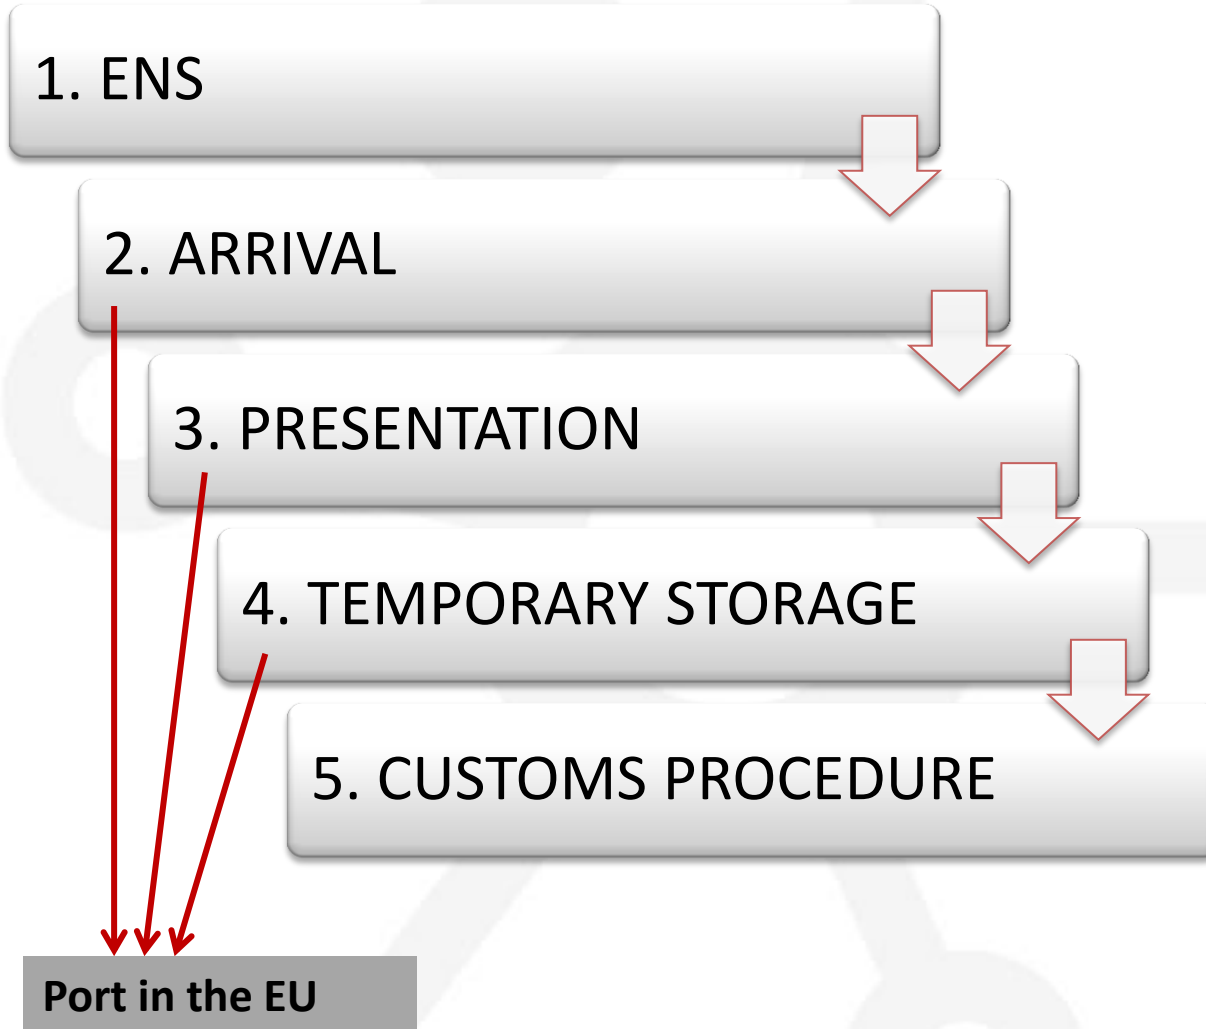 1. ENS
2. ARRIVAL
3. PRESENTATION
4. TEMPORARY STORAGE
5. CUSTOMS PROCEDURE
Port in the EU